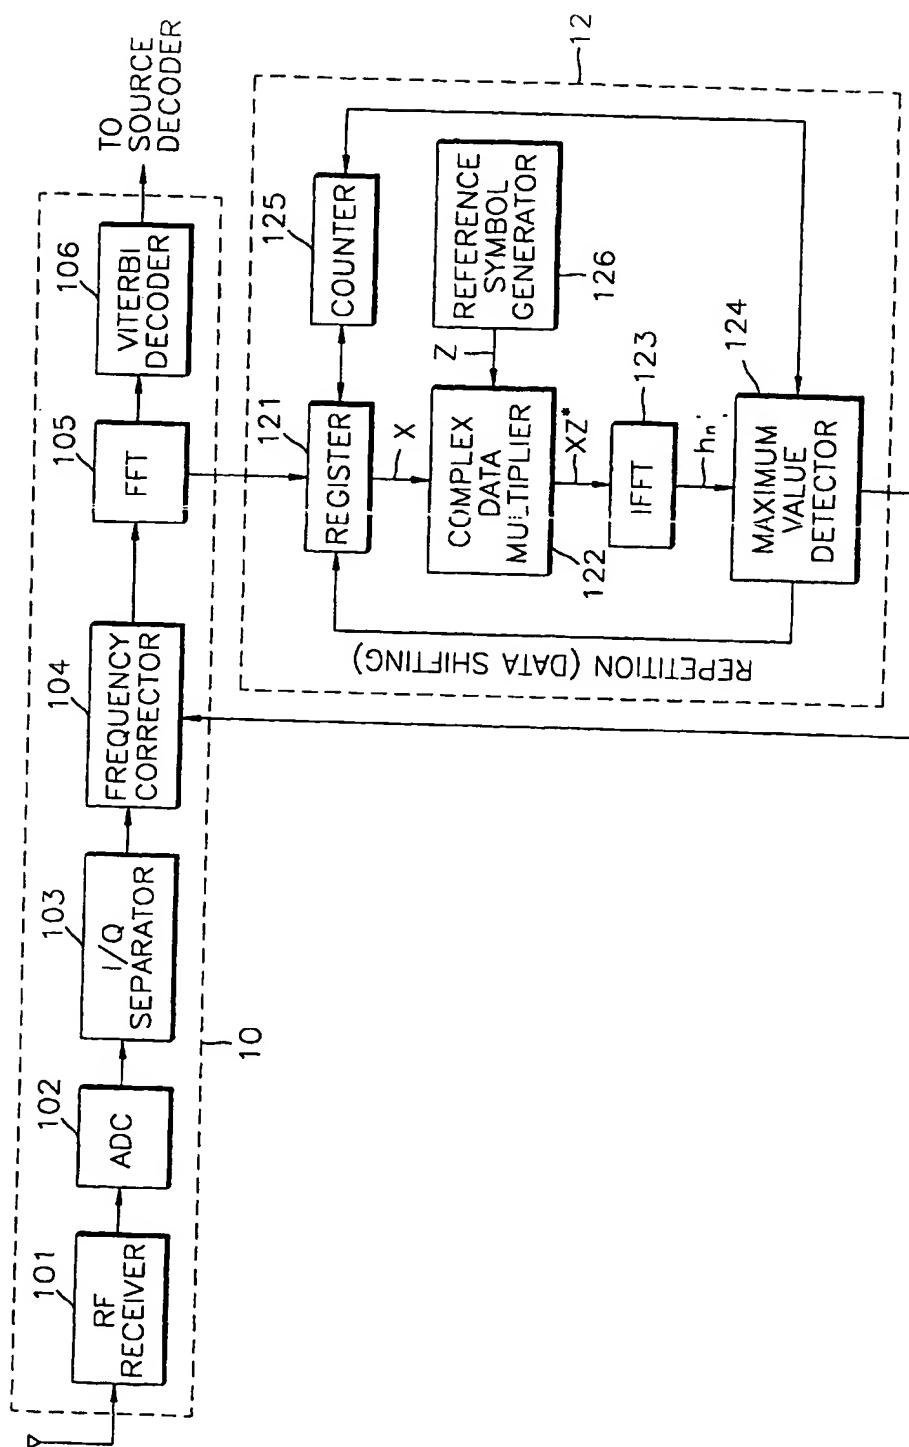 101
RF
RECEIVER
102
ADC
103
I/Q
SEPARATOR
104
FREQUENCY
CORRECTOR
105
FFT
106
VITERBI
DECODER
TO
SOURCE
DECODER
10
121
REGISTER
125
COUNTER
X
COMPLEX
DATA
MULTIPLIER
122
Z
REFERENCE
SYMBOL
GENERATOR
126
XZ*
IFFT
123
hn'
MAXIMUM
VALUE
DETECTOR
124
REPETITION (DATA SHIFTING)
12